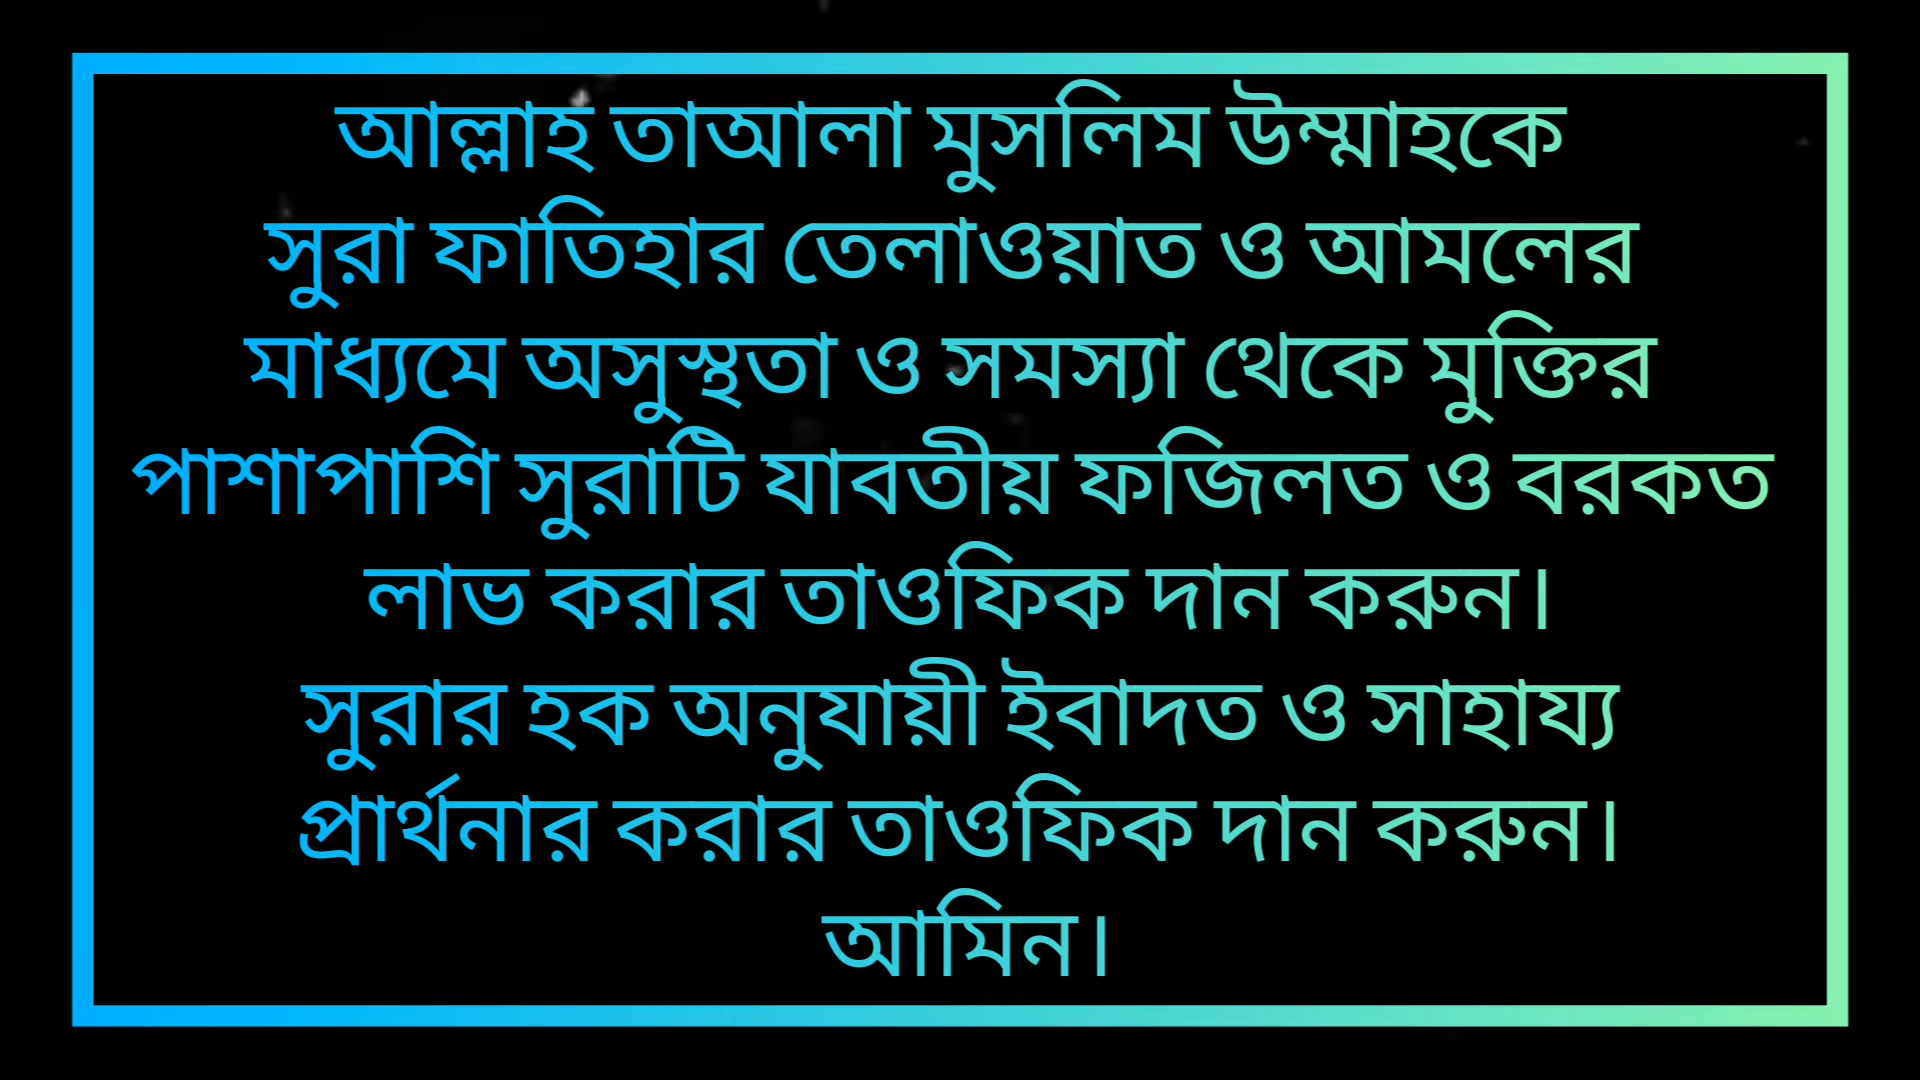 আল্লাহ তাআলা মুসলিম উম্মাহকে
সুরা ফাতিহার তেলাওয়াত ও আমলের
মাধ্যমে অসুস্থতা ও সমস্যা থেকে মুক্তির
পাশাপাশি সুরাটি যাবতীয় ফজিলত ও বরকত
লাভ করার তাওফিক দান করুন।
সুরার হক অনুযায়ী ইবাদত ও সাহায্য
প্রার্থনার করার তাওফিক দান করুন।
আমিন।